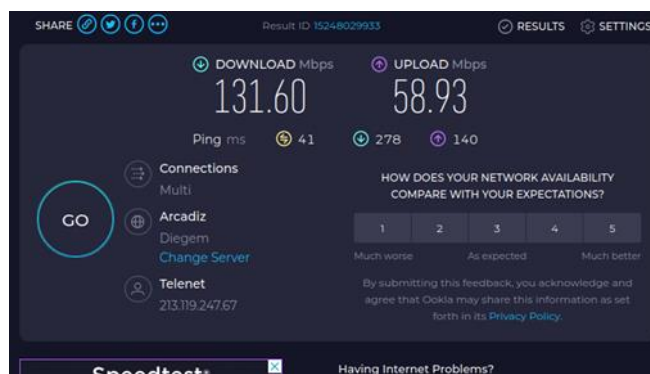 SHARE
Result ID 15248029933
RESULTS
SETTINGS
DOWNLOAD Mbps
UPLOAD Mbps
131.60
58.93
Ping ms 41 278 140
Connections
Multi
GO
Arcadiz
Diegem
Change Server
Telenet
213.119.247.67
HOW DOES YOUR NETWORK AVAILABILITY
COMPARE WITH YOUR EXPECTATIONS?
1 2 3 4 5
Much worse As expected Much better
By submitting this feedback, you acknowledge and
agree that Ookla may share this information as set
forth in its Privacy Policy.
Speedtest
Having Internet Problems?